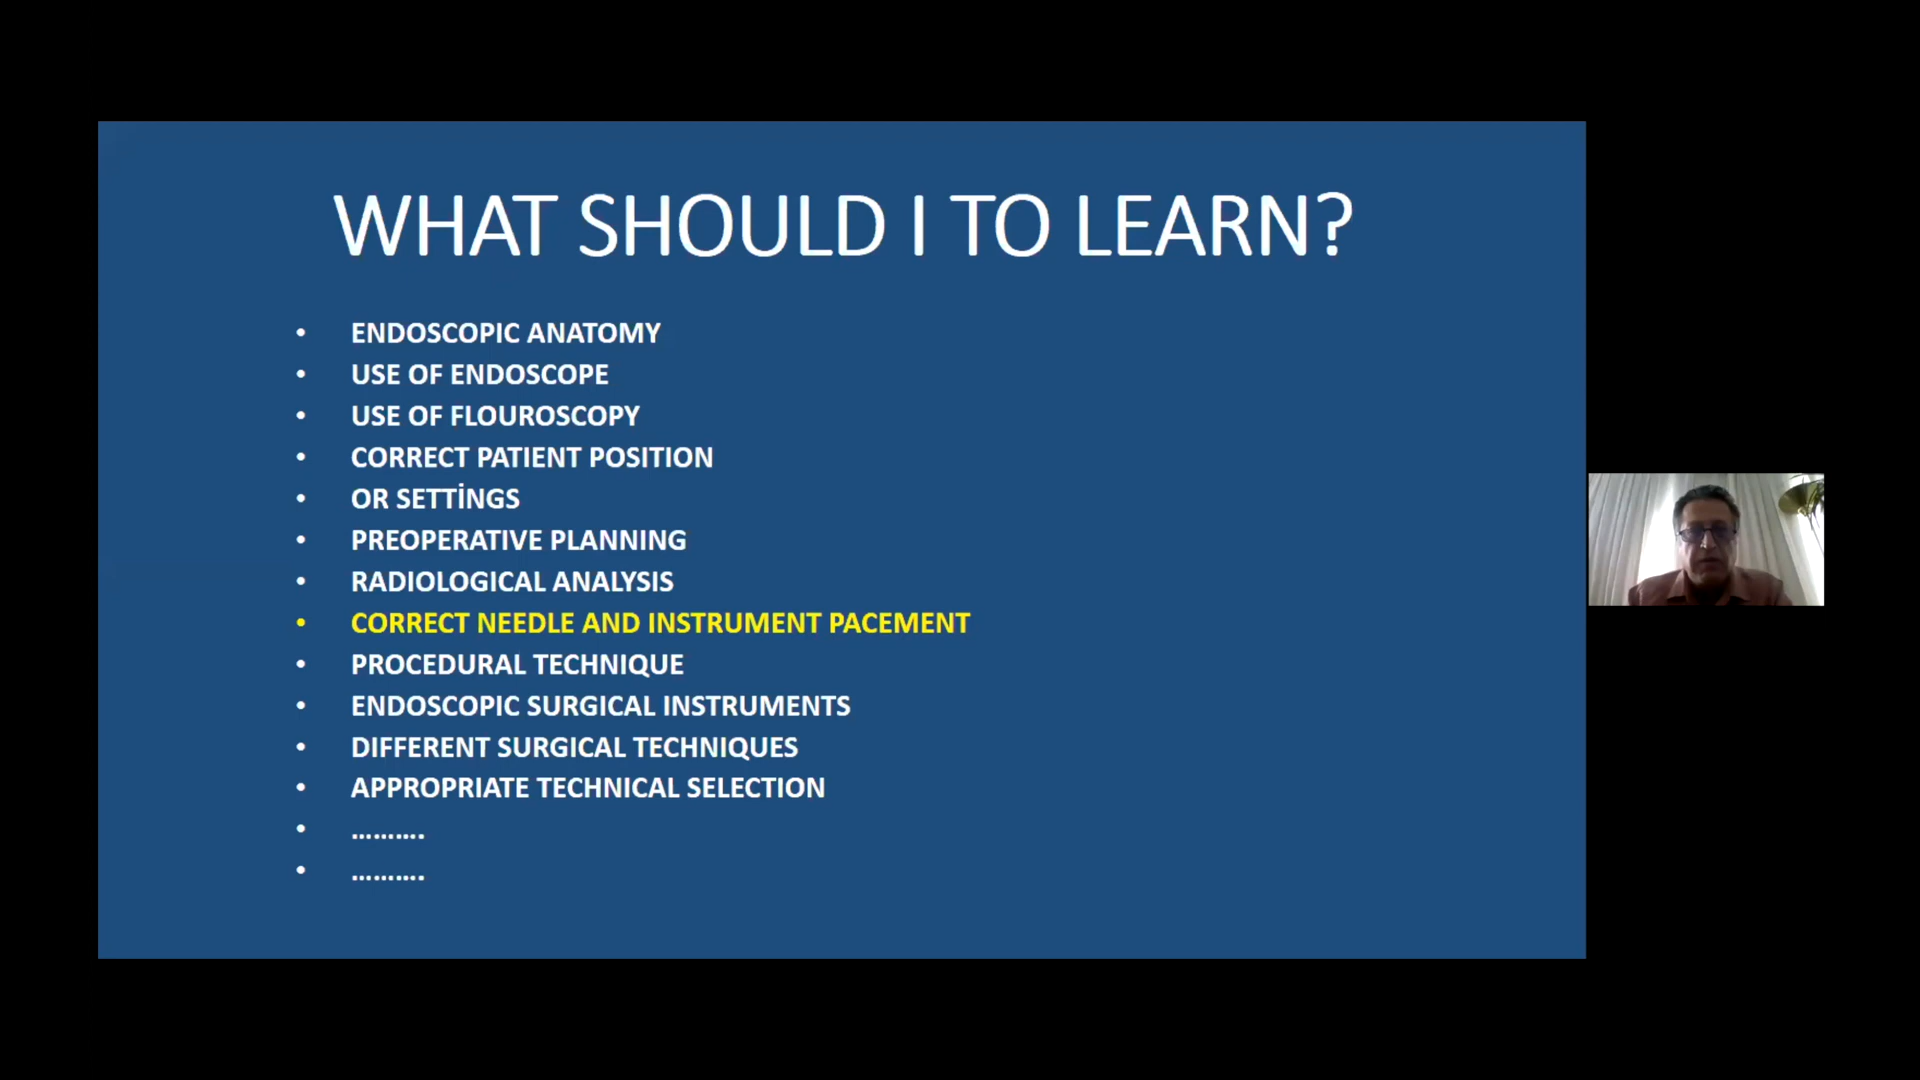 WHAT SHOULD I TO LEARN?
• ENDOSCOPIC ANATOMY
• USE OF ENDOSCOPE
• USE OF FLOUROSCOPY
• CORRECT PATIENT POSITION
• OR SETTİNGS
• PREOPERATIVE PLANNING
• RADIOLOGICAL ANALYSIS
• CORRECT NEEDLE AND INSTRUMENT PACEMENT
• PROCEDURAL TECHNIQUE
• ENDOSCOPIC SURGICAL INSTRUMENTS
• DIFFERENT SURGICAL TECHNIQUES
• APPROPRIATE TECHNICAL SELECTION
• ……….
• ……….